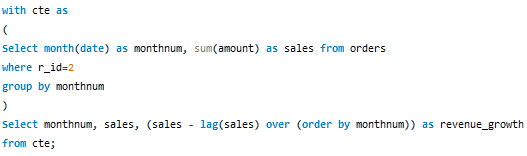 with cte as
(
Select month(date) as monthnum, sum(amount) as sales from orders
where r_id=2
group by monthnum
)
Select monthnum, sales, (sales - lag(sales) over (order by monthnum)) as revenue_growth
from cte;